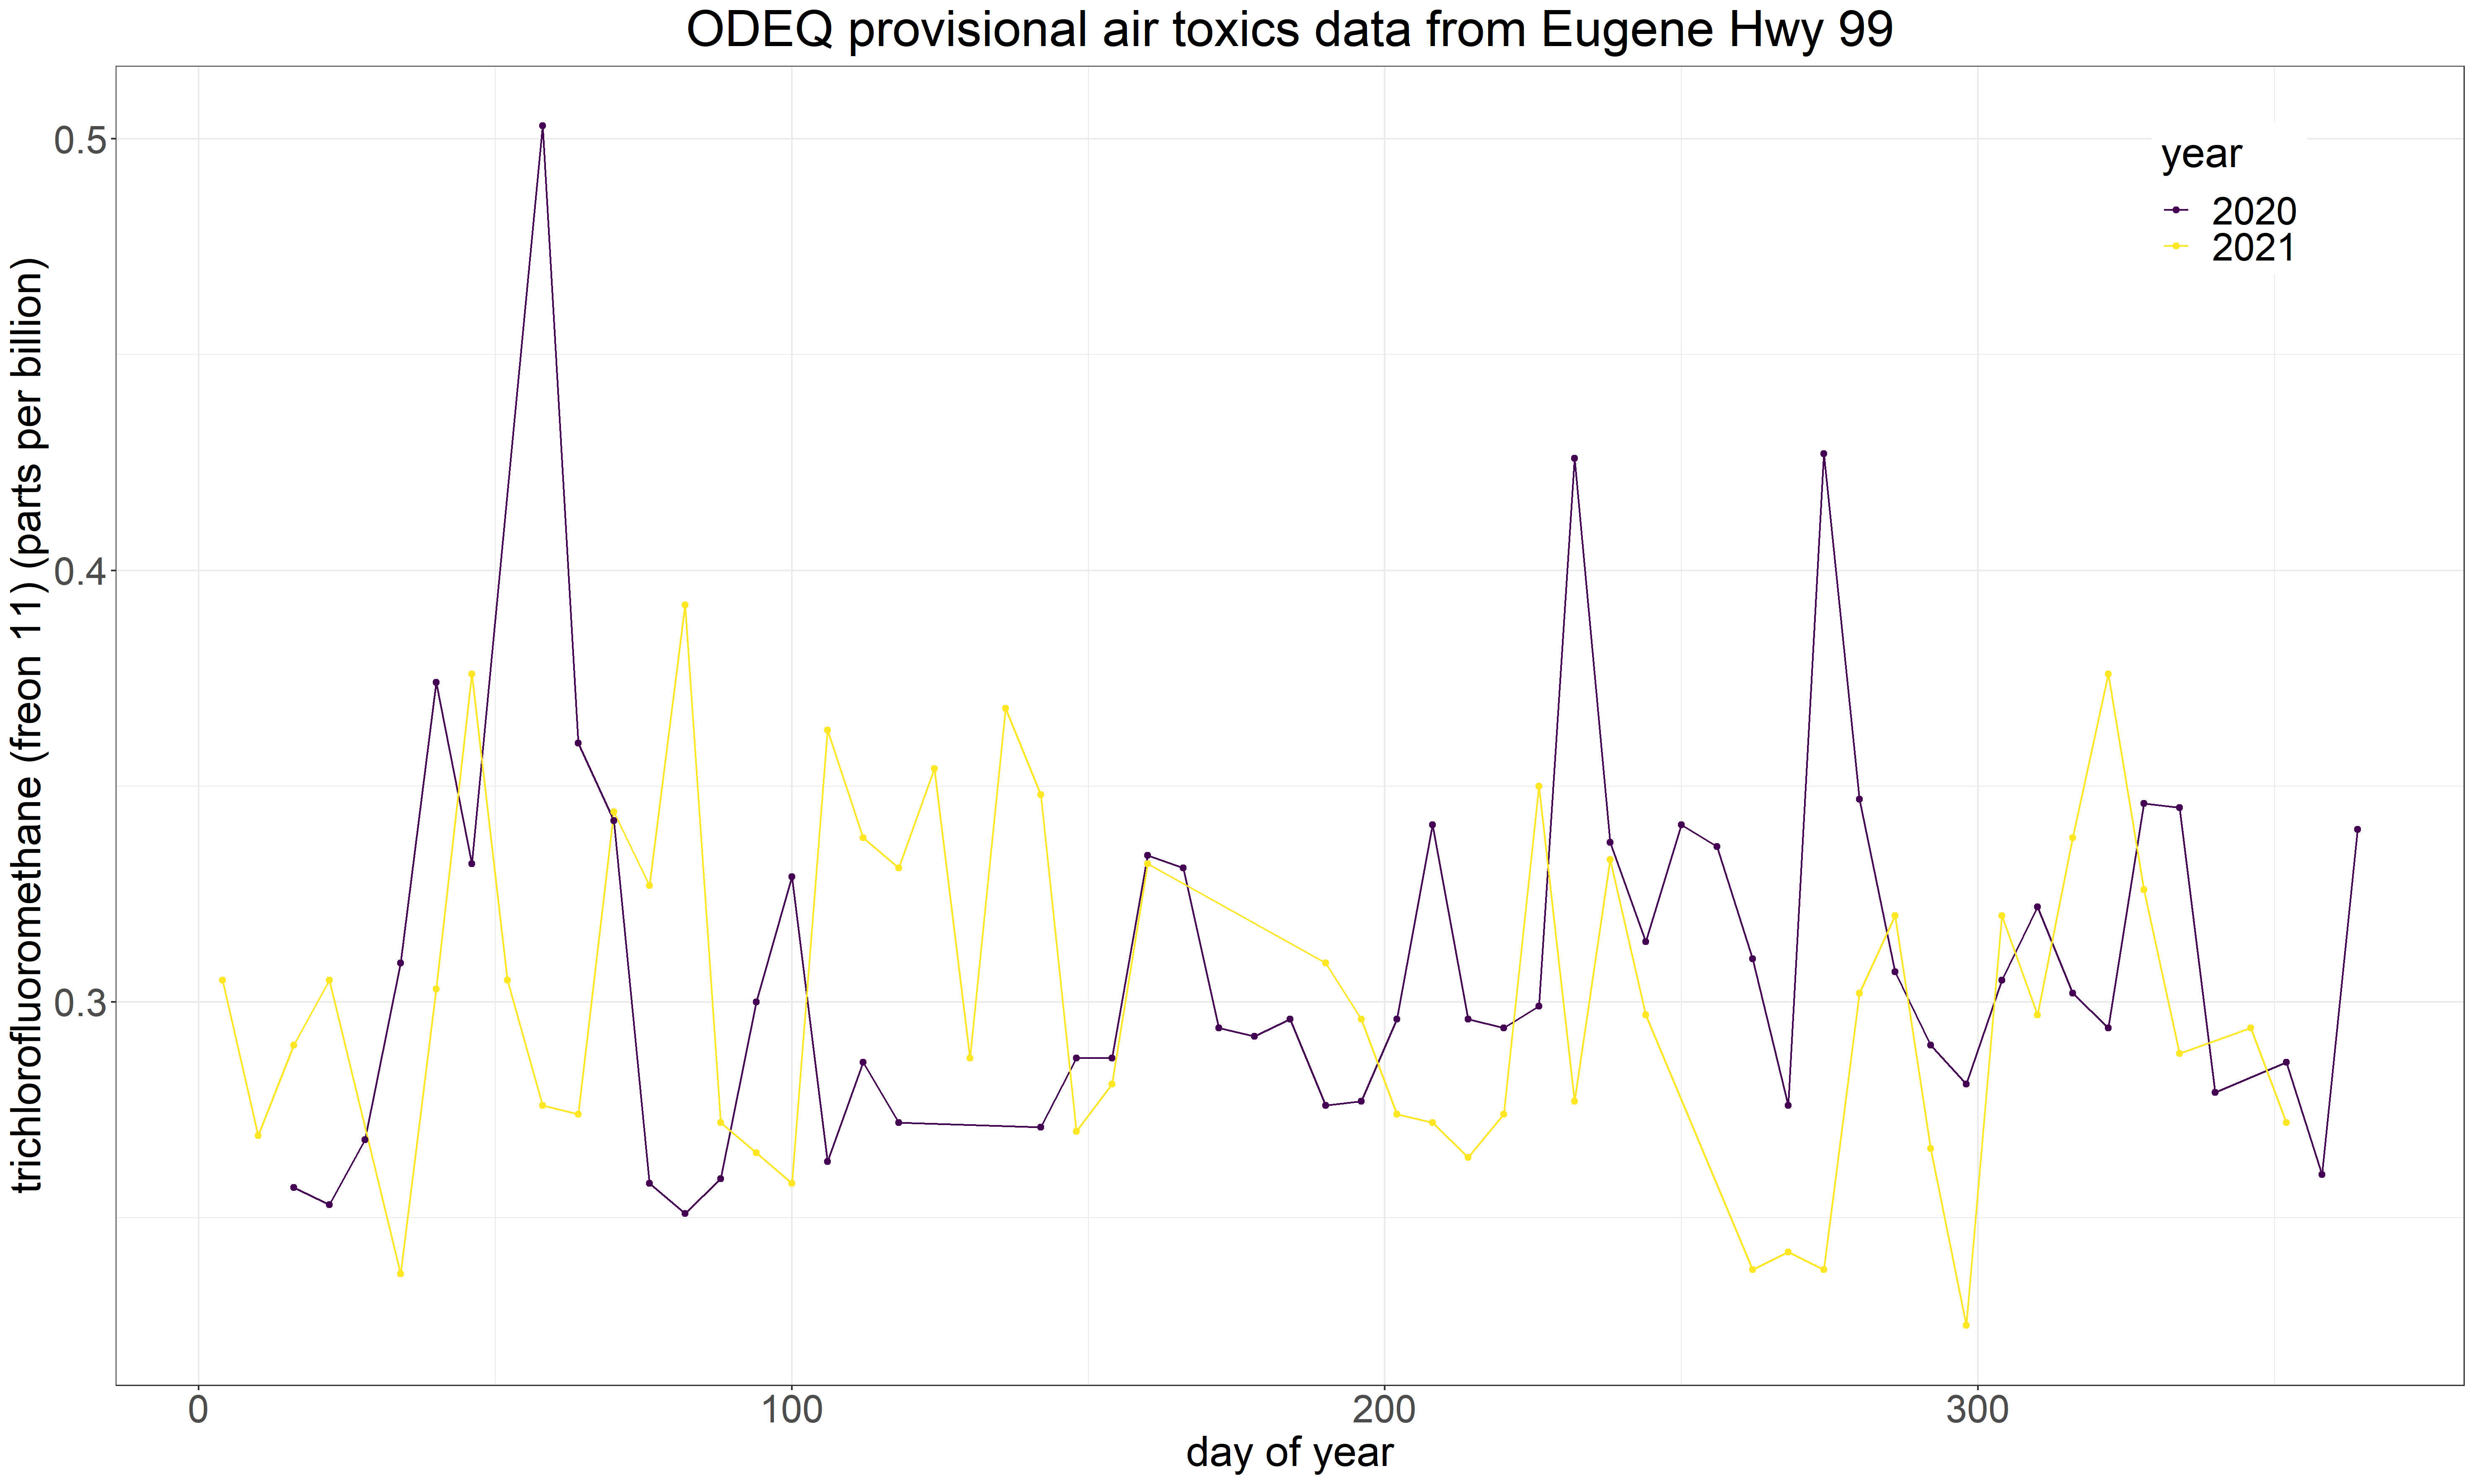 ODEQ provisional air toxics data from Eugene Hwy 99
trichlorofluoromethane (freon 11) (parts per billion)
0.5
0.4
0.3
year
2020
2021
0
100
200
300
day of year